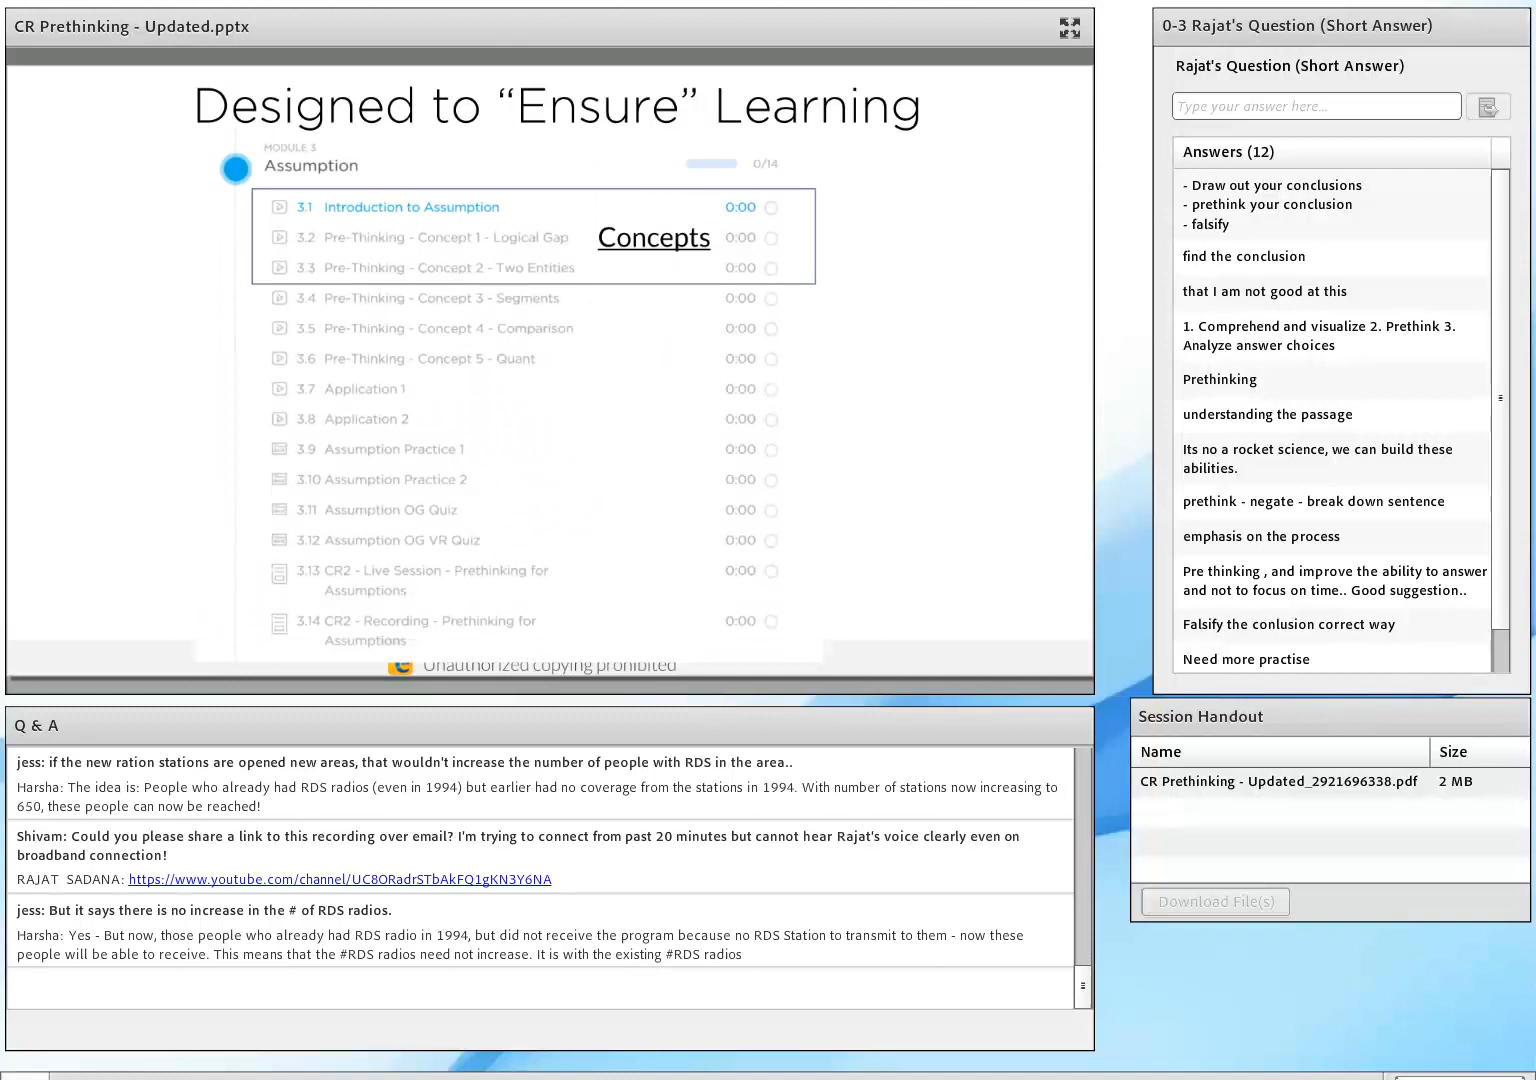 CR Prethinking - Updated.pptx
Designed to “Ensure” Learning
MODULE 3
Assumption 0/14
3.1 Introduction to Assumption 0:00
3.2 Pre-Thinking - Concept 1 - Logical Gap 0:00
Concepts
3.3 Pre-Thinking - Concept 2 - Two Entities 0:00
3.4 Pre-Thinking - Concept 3 - Segments 0:00
3.5 Pre-Thinking - Concept 4 - Comparison 0:00
3.6 Pre-Thinking - Concept 5 - Quant 0:00
3.7 Application 1 0:00
3.8 Application 2 0:00
3.9 Assumption Practice 1 0:00
3.10 Assumption Practice 2 0:00
3.11 Assumption OG Quiz 0:00
3.12 Assumption OG VR Quiz 0:00
3.13 CR2 - Live Session - Prethinking for 0:00
Assumptions
3.14 CR2 - Recording - Prethinking for 0:00
Assumptions
Unauthorized copying prohibited
0-3 Rajat's Question (Short Answer)
Rajat's Question (Short Answer)
Type your answer here...
Answers (12)
- Draw out your conclusions
- prethink your conclusion
- falsify
find the conclusion
that I am not good at this
1. Comprehend and visualize 2. Prethink 3.
Analyze answer choices
Prethinking
understanding the passage
Its no a rocket science, we can build these
abilities.
prethink - negate - break down sentence
emphasis on the process
Pre thinking , and improve the ability to answer
and not to focus on time.. Good suggestion..
Falsify the conlusion correct way
Need more practise
Q & A
jess: if the new ration stations are opened new areas, that wouldn't increase the number of people with RDS in the area..
Harsha: The idea is: People who already had RDS radios (even in 1994) but earlier had no coverage from the stations in 1994. With number of stations now increasing to
650, these people can now be reached!
Shivam: Could you please share a link to this recording over email? I'm trying to connect from past 20 minutes but cannot hear Rajat's voice clearly even on
broadband connection!
RAJAT SADANA: https://www.youtube.com/channel/UC8ORadrSTbAkFQ1gKN3Y6NA
jess: But it says there is no increase in the # of RDS radios.
Harsha: Yes - But now, those people who already had RDS radio in 1994, but did not receive the program because no RDS Station to transmit to them - now these
people will be able to receive. This means that the #RDS radios need not increase. It is with the existing #RDS radios
Session Handout
Name Size
CR Prethinking - Updated_2921696338.pdf 2 MB
Download File(s)